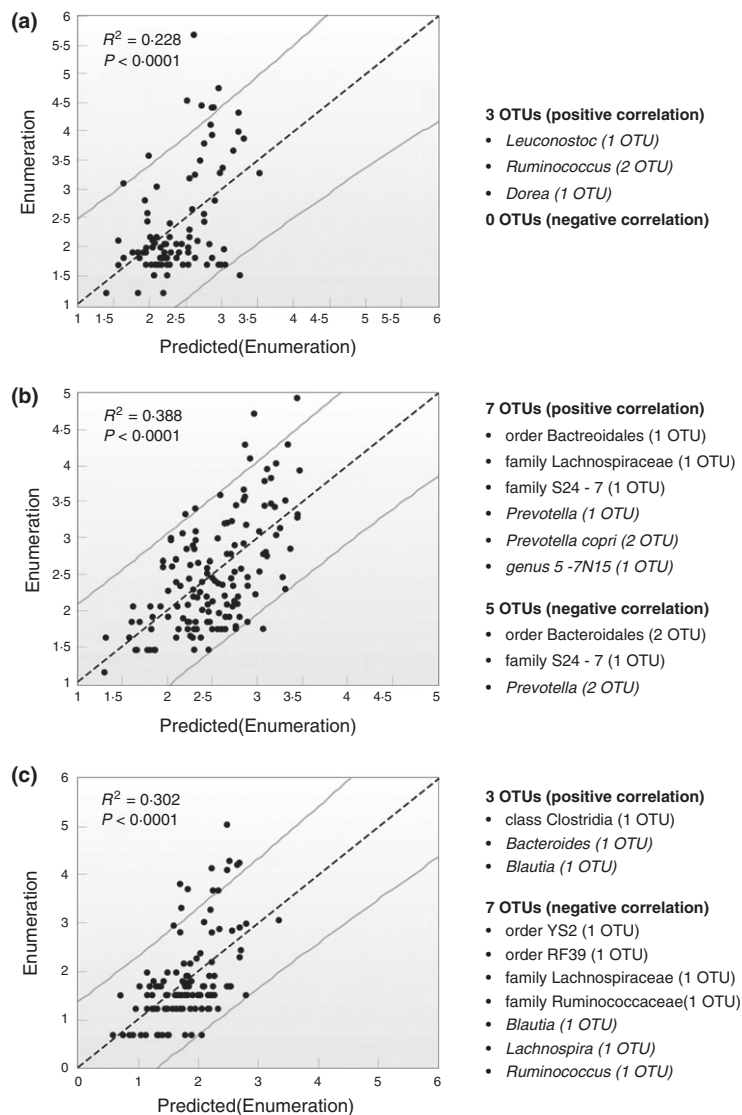 (a)
6
5·5
5
4·5
4
3·5
3
2·5
2
1·5
1
Enumeration
R² = 0·228
P < 0·0001
1 1·5 2 2·5 3 3·5 4 4·5 5 5·5 6
Predicted(Enumeration)
3 OTUs (positive correlation)
• Leuconostoc (1 OTU)
• Ruminococcus (2 OTU)
• Dorea (1 OTU)
0 OTUs (negative correlation)
(b)
5
4·5
4
3·5
3
2·5
2
1·5
1
Enumeration
R² = 0·388
P < 0·0001
1 1·5 2 2·5 3 3·5 4 4·5 5
Predicted(Enumeration)
7 OTUs (positive correlation)
• order Bactreoidales (1 OTU)
• family Lachnospiraceae (1 OTU)
• family S24 - 7 (1 OTU)
• Prevotella (1 OTU)
• Prevotella copri (2 OTU)
• genus 5 -7N15 (1 OTU)
5 OTUs (negative correlation)
• order Bacteroidales (2 OTU)
• family S24 - 7 (1 OTU)
• Prevotella (2 OTU)
(c)
6
5
4
3
2
1
0
Enumeration
R² = 0·302
P < 0·0001
0 1 2 3 4 5 6
Predicted(Enumeration)
3 OTUs (positive correlation)
• class Clostridia (1 OTU)
• Bacteroides (1 OTU)
• Blautia (1 OTU)
7 OTUs (negative correlation)
• order YS2 (1 OTU)
• order RF39 (1 OTU)
• family Lachnospiraceae (1 OTU)
• family Ruminococcaceae(1 OTU)
• Blautia (1 OTU)
• Lachnospira (1 OTU)
• Ruminococcus (1 OTU)